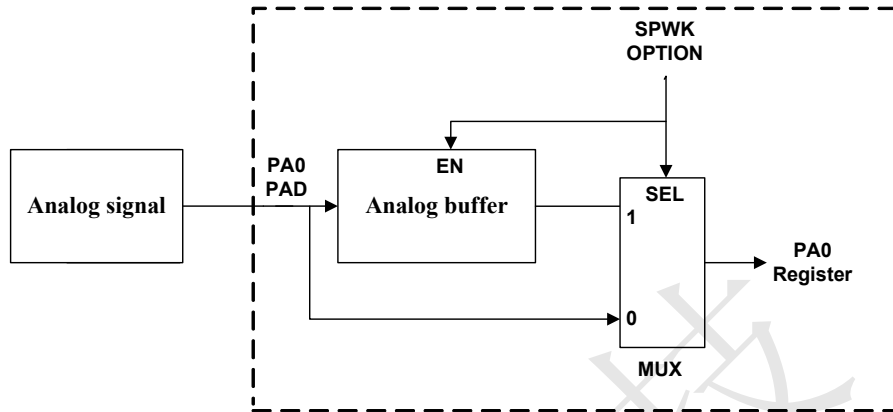 SPWK
OPTION
PA0
PAD
EN
Analog signal
Analog buffer
SEL
1
PA0
Register
0
MUX